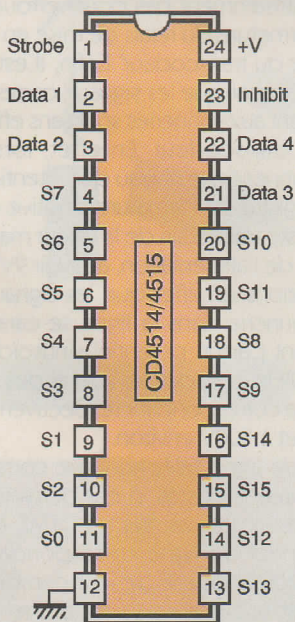 Strobe 1 24 +V
Data 1 2 23 Inhibit
Data 2 3 22 Data 4
S7 4 21 Data 3
S6 5 20 S10
S5 6 19 S11
S4 7 18 S8
S3 8 17 S9
S1 9 16 S14
S2 10 15 S15
S0 11 14 S12
12 13 S13
CD4514/4515